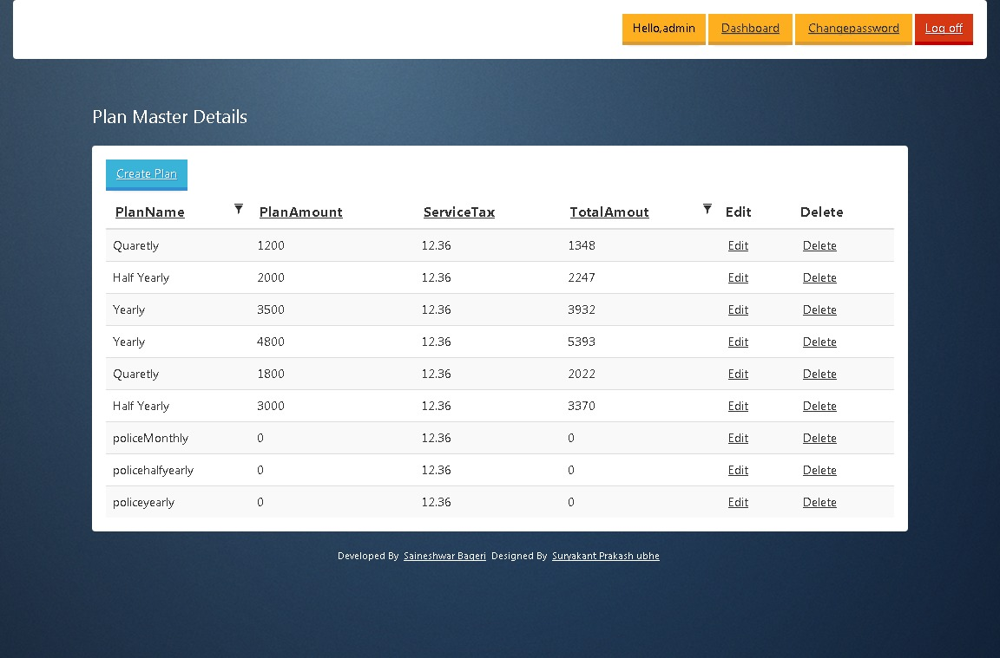 Hello,admin Dashboard Changepassword Log off
Plan Master Details
Create Plan
PlanName PlanAmount ServiceTax TotalAmout Edit Delete
Quaretly 1200 12.36 1348 Edit Delete
Half Yearly 2000 12.36 2247 Edit Delete
Yearly 3500 12.36 3932 Edit Delete
Yearly 4800 12.36 5393 Edit Delete
Quaretly 1800 12.36 2022 Edit Delete
Half Yearly 3000 12.36 3370 Edit Delete
policeMonthly 0 12.36 0 Edit Delete
policehalfyearly 0 12.36 0 Edit Delete
policeyearly 0 12.36 0 Edit Delete
Developed By Saineshwar Bageri Designed By Suryakant Prakash ubhe